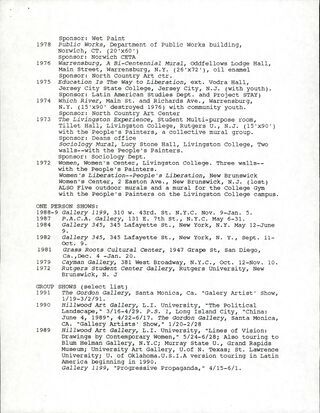 Sponsor: Wet Paint
1978 Public Works, Department of Public Works building,
Norwich, CT. (20'x60')
Sponsor: Norwich CETA
1976 Warrensburg, A Bi-Centennial Mural, Oddfellows Lodge Hall,
Main Street, Warrensburg, N.Y. (26'x72'), oil enamel
Sponsor: North Country Art ctr.
1975 Education Is The Way to Liberation, ext. Vodra Hall,
Jersey City State College, Jersey City, N.J. (with youth).
Sponsor: Latin American Studies Dept. and Project STAY)
1974 Which River, Main St. and Richards Ave., Warrensburg,
N.Y. (15'x90' destroyed 1976) with community youth.
Sponsor: North Country Art Center
1973 The Livingston Experience, Student Multi-purpose room,
Tillet Hall, Livingston College, Rutgers U., N.J. (15'x90')
with the People's Painters, a collective mural group.
Sponsor: Deans office
Sociology Mural, Lucy Stone Hall, Livingston College, Two
walls--with the People's Painters.
Sponsor: Sociology Dept.
1972 Women, Women's Center, Livingston College. Three walls--
with the People's Painters.
Women's Liberation-People's Liberation, New Brunswick
Women's Center, 2 Easton Ave., New Brunswick, N.J. (lost)
ALSO Five outdoor murals and a mural for the College Gym
with the People's Painters on the Livingston College campus.
ONE PERSON SHOWS:
1988-9 Gallery 1199, 310 w. 43rd. St. N.Y.C. Nov. 9-Jan. 5.
1987 P.A.C.A. Gallery, 131 E. 7th St., N.Y.C. May 6-31.
1984 Gallery 345, 345 Lafayette St., New York, N.Y. May 12-June
9.
1982 Gallery 345, 345 Lafayette St., New York, N. Y., Sept. 11-
Oct. 9.
1981 Grass Roots Cultural Center, 1947 Grape St, San Diego,
Ca.,Dec. 4 -Jan. 20.
1979 Cayman Gallery, 381 West Broadway, N.Y.C., Oct. 12-Nov. 10.
1972 Rutgers Student Center Gallery, Rutgers University, New
Brunswick, N. J
GROUP SHOWS (select list)
1991 The Gordon Gallery, Santa Monica, Ca. "Galery Artist" Show,
1/19-3/2/91.
1990 Hillwood Art Gallery, L.I. University, "The Political
Landscape," 3/16-4/29. P.S. 1, Long Island City, "China:
June 4, 1989", 4/22-6/17. The Gordon Gallery, Santa Monica,
CA. "Gallery Artists' Show," 1/20-2/28
1989 Hillwood Art Gallery, L.I. University, "Lines of Vision:
Drawings by Contemporary Women," 5/24-6/28; Also touring to
Blum Helman Gallery, N.Y.C; Murray State U., Grand Rapids
Museum; University Art Gallery, U.of N. Texas; St. Lawrence
University; U. of Oklahoma.U.S.I.A version touring in Latin
America beginning in 1990.
Gallery 1199, "Progressive Propaganda," 4/15-6/1.